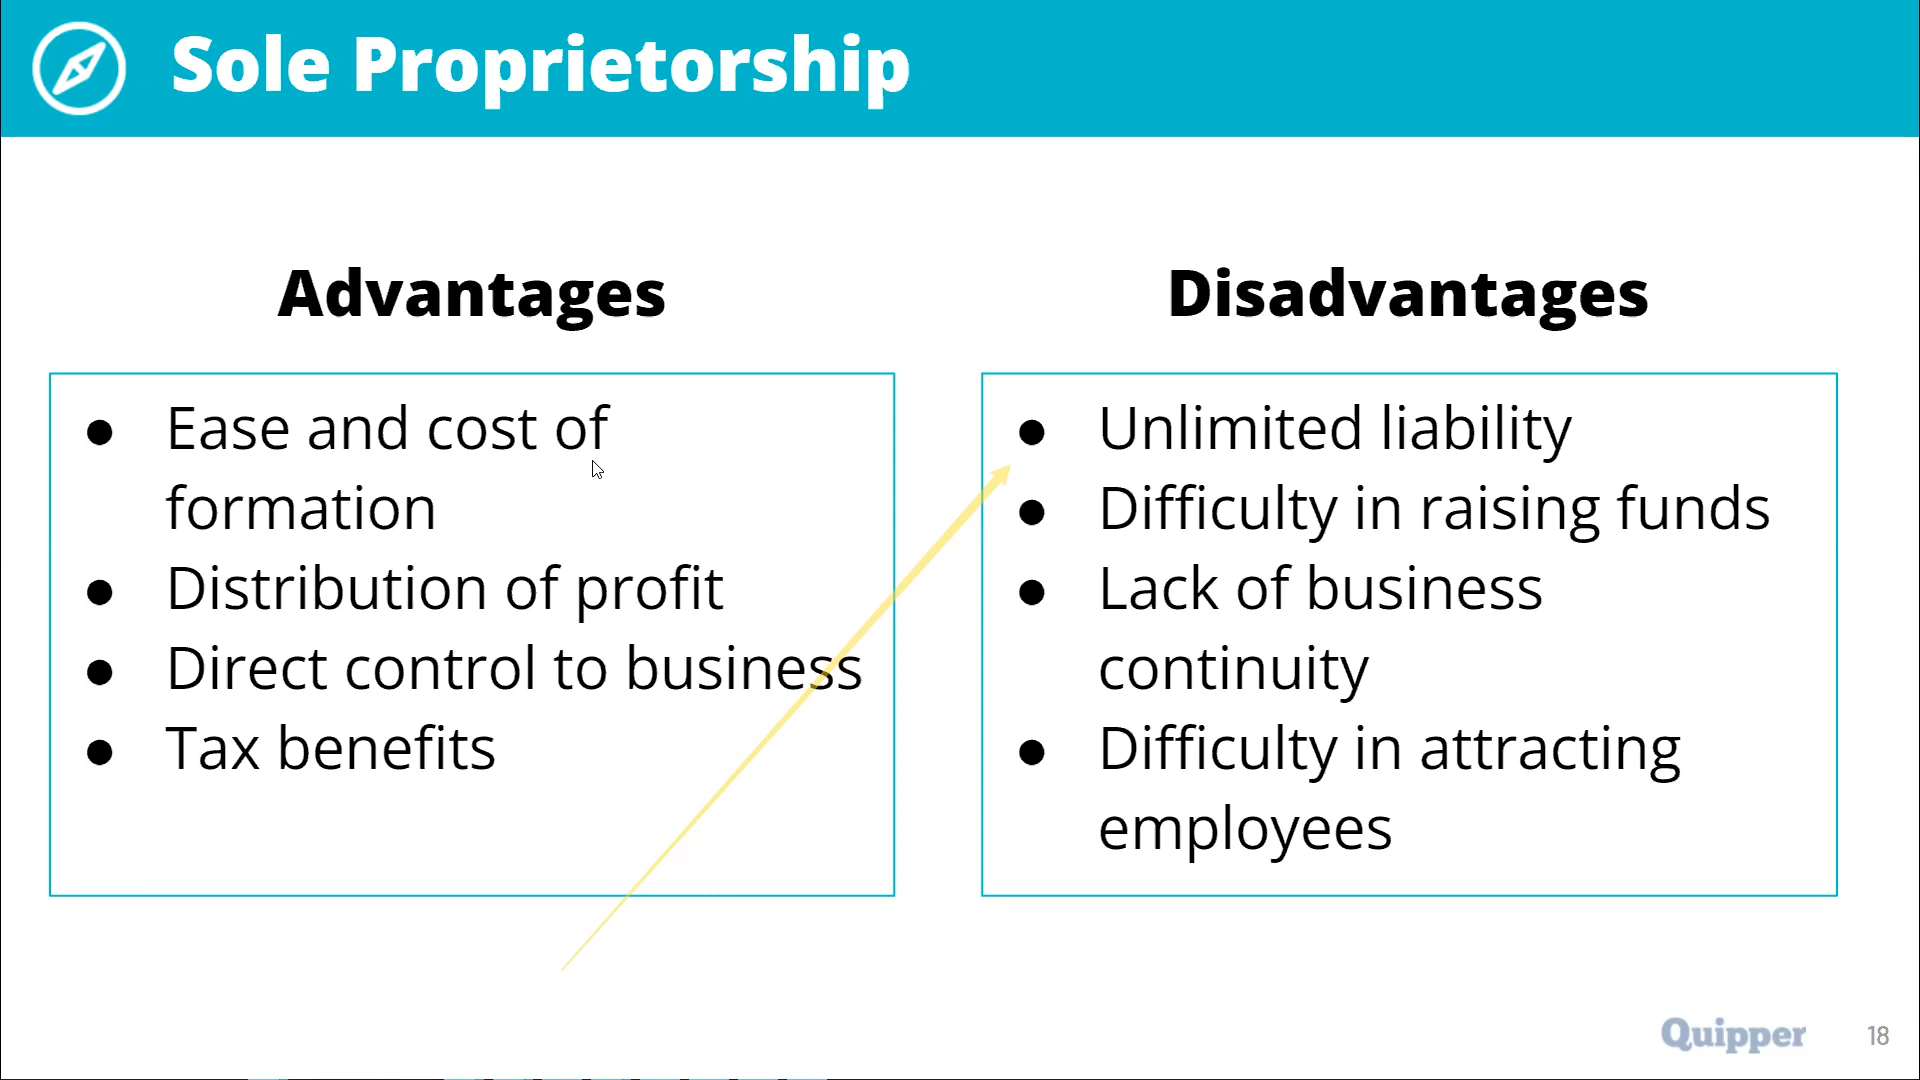 Sole Proprietorship
Advantages
● Ease and cost of
formation
● Distribution of profit
● Direct control to business
● Tax benefits
Disadvantages
● Unlimited liability
● Difficulty in raising funds
● Lack of business
continuity
● Difficulty in attracting
employees
Quipper
18